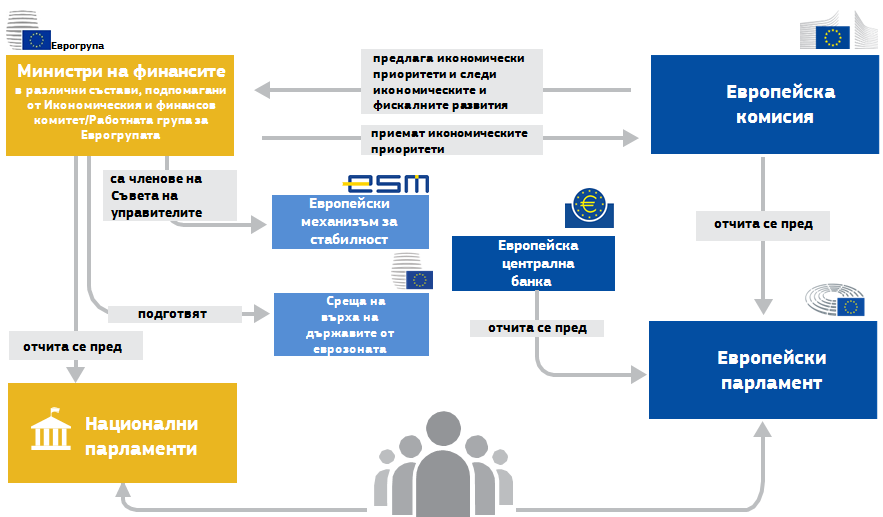 Еврогрупа
Министри на финансите
в различни състави, подпомагани
от Икономическия и финансов
комитет/Работната група за
Еврогрупата
предлага икономически
приоритети и следи
икономическите и
фискалните развития
приемат икономическите
приоритети
Европейска
комисия
са членове на
Съвета на
управителите
esm
Европейски
механизъм за
стабилност
Европейска
централна
банка
отчита се пред
подготвят
Среща на
върха на
държавите от
еврозоната
отчита се пред
отчита се пред
Европейски
парламент
Национални
парламенти